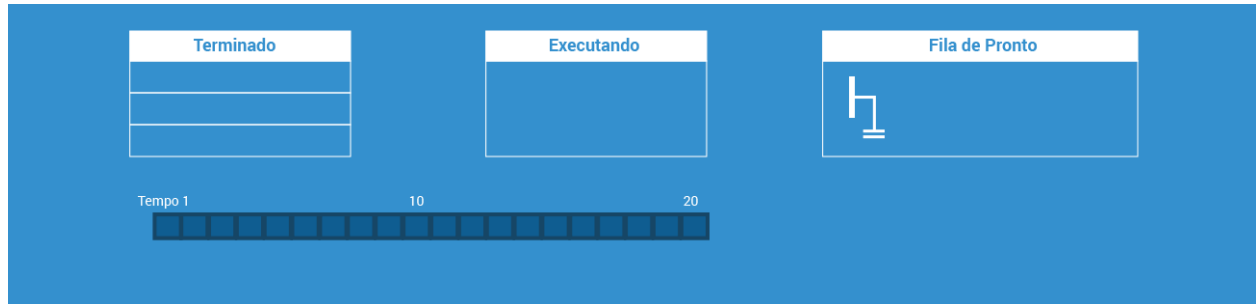 Terminado
Executando
Fila de Pronto
Tempo 1
10
20